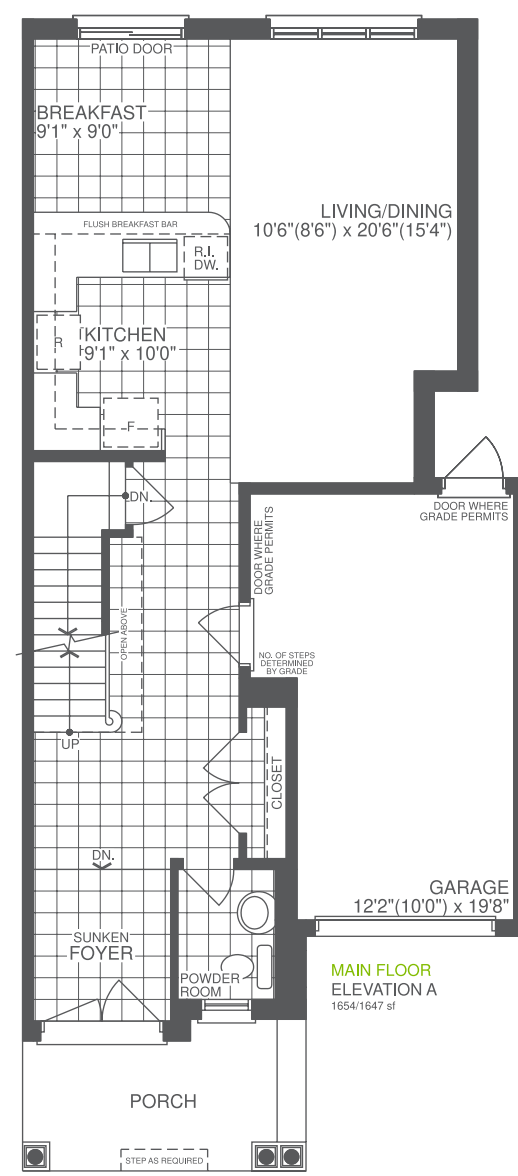 PATIO DOOR
BREAKFAST
9'1" x 9'0"
LIVING/DINING
10'6"(8'6") x 20'6"(15'4")
FLUSH BREAKFAST BAR
R.I.
DW.
R
KITCHEN
9'1" x 10'0"
F
DN.
DOOR WHERE
GRADE PERMITS
DOOR WHERE
GRADE PERMITS
OPEN ABOVE
NO. OF STEPS
DETERMINED
BY GRADE
UP
CLOSET
DN.
GARAGE
12'2"(10'0") x 19'8"
SUNKEN
FOYER
POWDER
ROOM
MAIN FLOOR
ELEVATION A
1654/1647 sf
PORCH
STEP AS REQUIRED